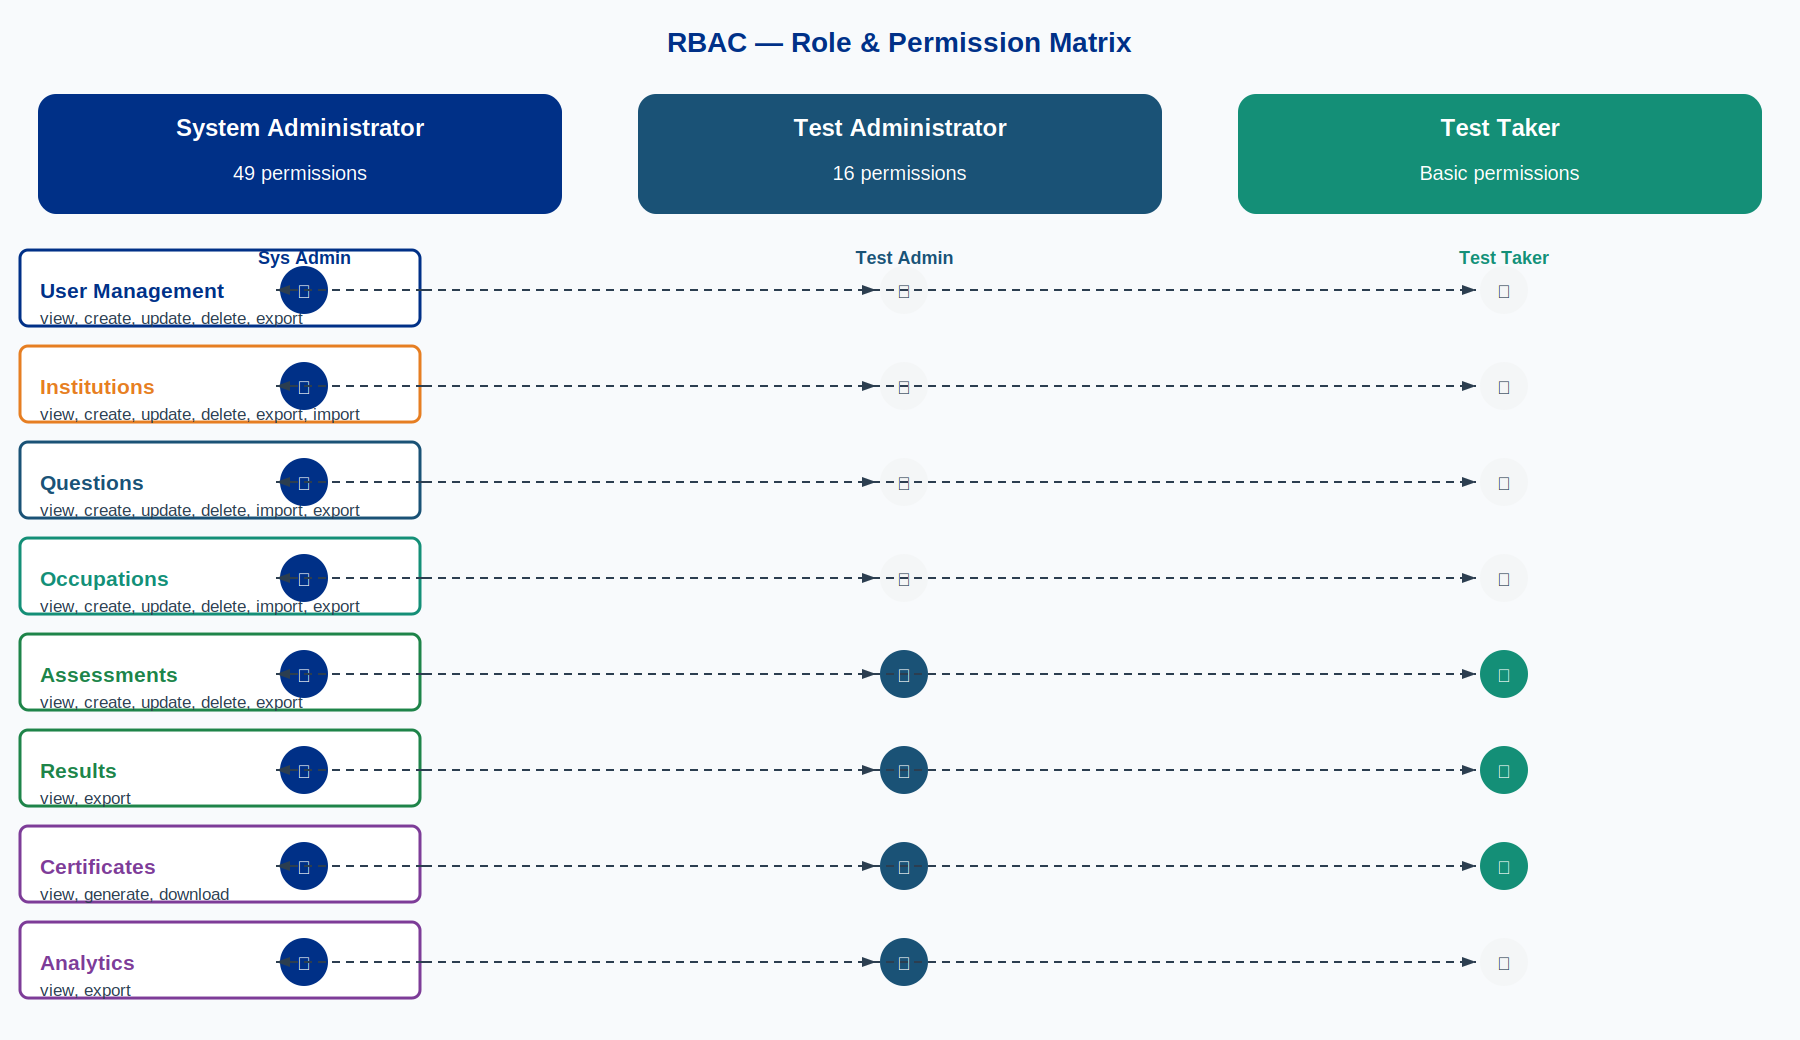 RBAC — Role & Permission Matrix
System Administrator
49 permissions
Test Administrator
16 permissions
Test Taker
Basic permissions
Sys Admin
Test Admin
Test Taker
User Management
view, create, update, delete, export
Institutions
view, create, update, delete, export, import
Questions
view, create, update, delete, import, export
Occupations
view, create, update, delete, import, export
Assessments
view, create, update, delete, export
Results
view, export
Certificates
view, generate, download
Analytics
view, export